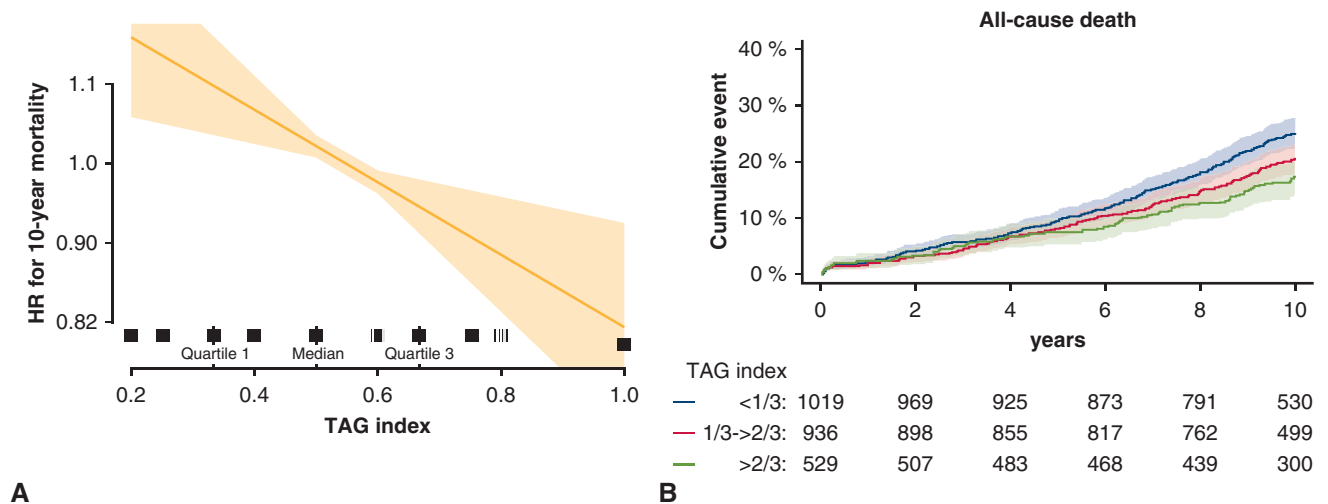 HR for 10-year mortality
1.1
1.0
0.90
0.82
Quartile 1 Median Quartile 3
0.2 0.4 0.6 0.8 1.0
TAG index
A
All-cause death
Cumulative event
40 %
30 %
20 %
10 %
0 %
0 2 4 6 8 10
years
TAG index
<1/3: 1019 969 925 873 791 530
1/3->2/3: 936 898 855 817 762 499
>2/3: 529 507 483 468 439 300
B